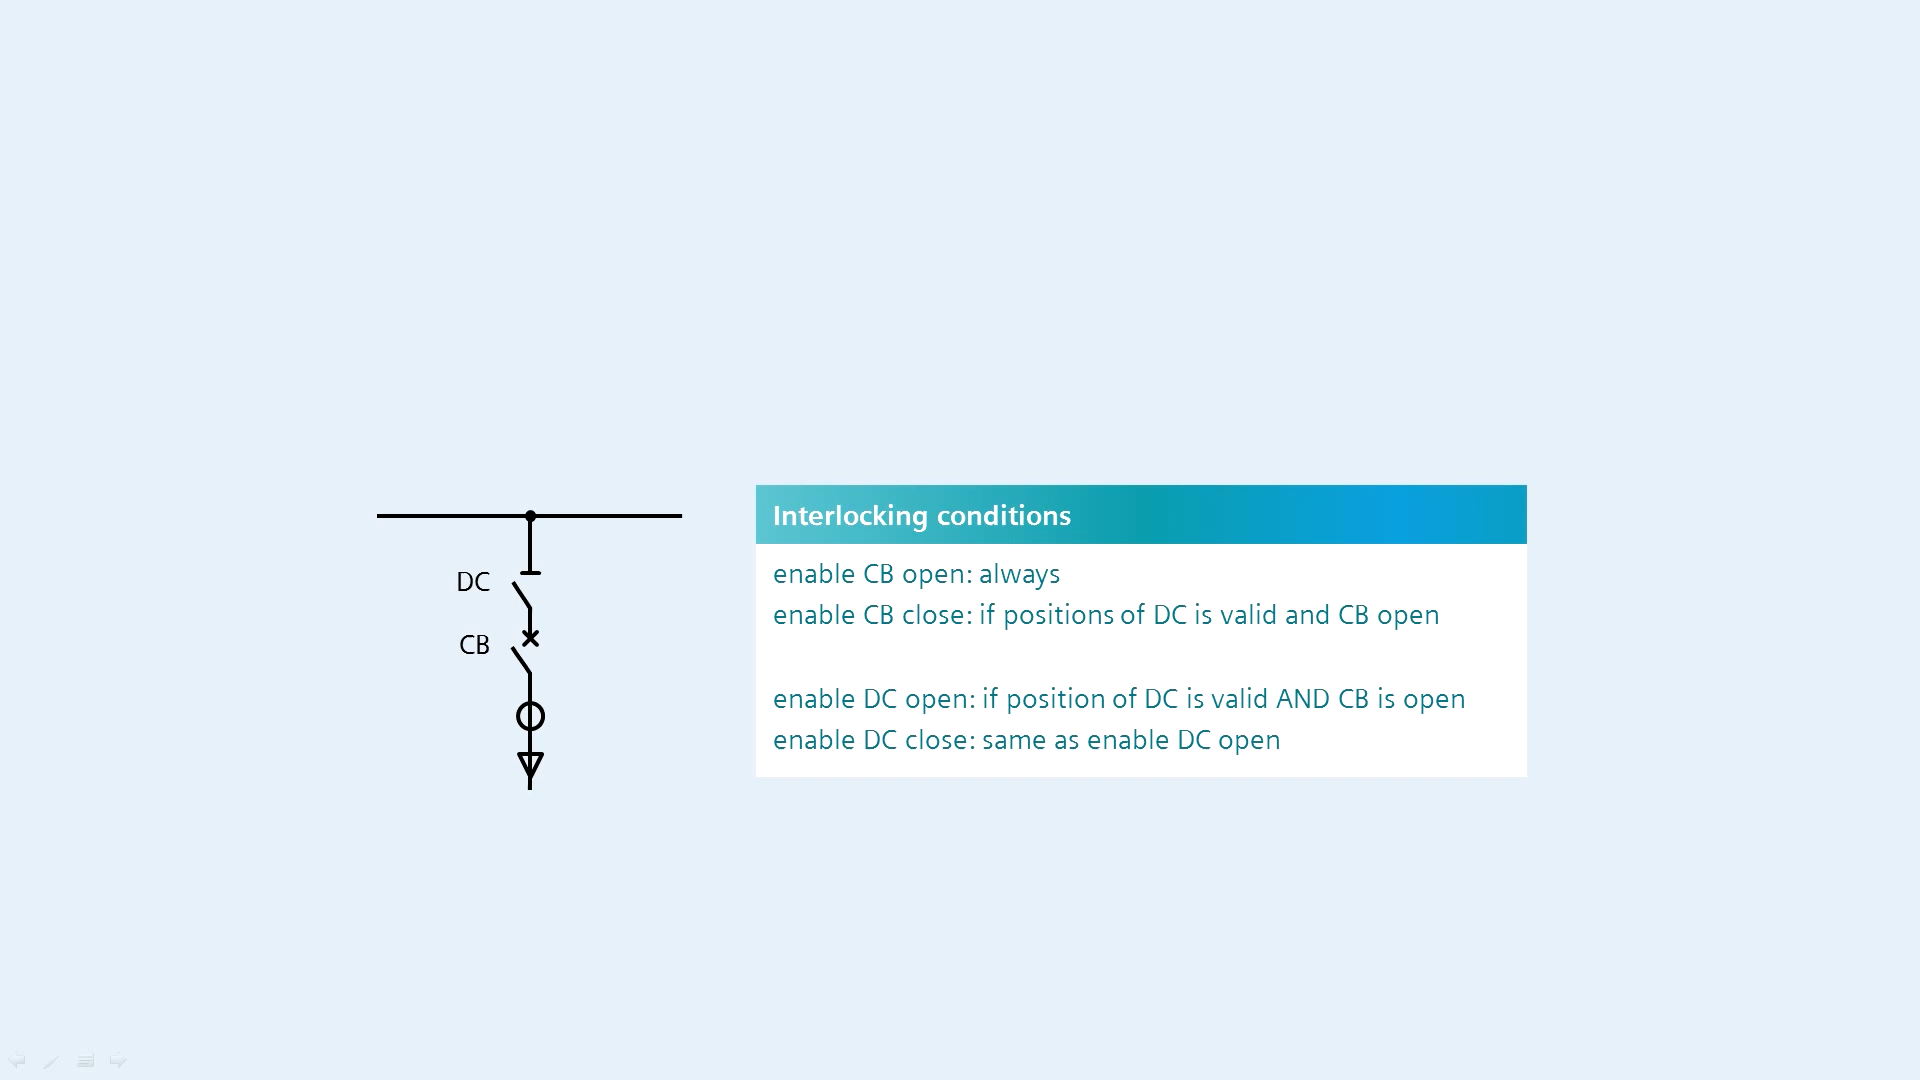 Interlocking conditions
DC
CB
enable CB open: always
enable CB close: if positions of DC is valid and CB open
enable DC open: if position of DC is valid AND CB is open
enable DC close: same as enable DC open